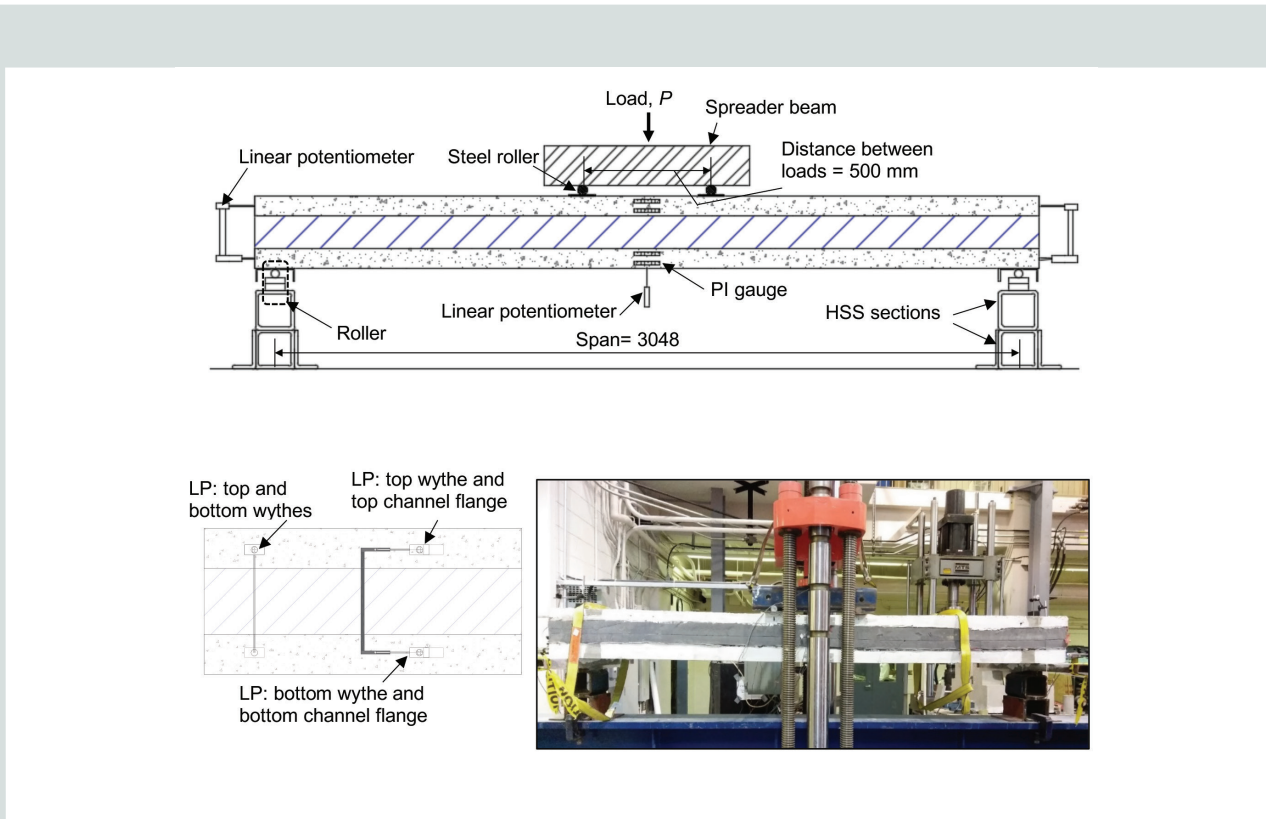 Load, P
Spreader beam
Linear potentiometer
Steel roller
Distance between
loads = 500 mm
PI gauge
Linear potentiometer
HSS sections
Roller
Span= 3048
LP: top and
bottom wythes
LP: top wythe and
top channel flange
LP: bottom wythe and
bottom channel flange